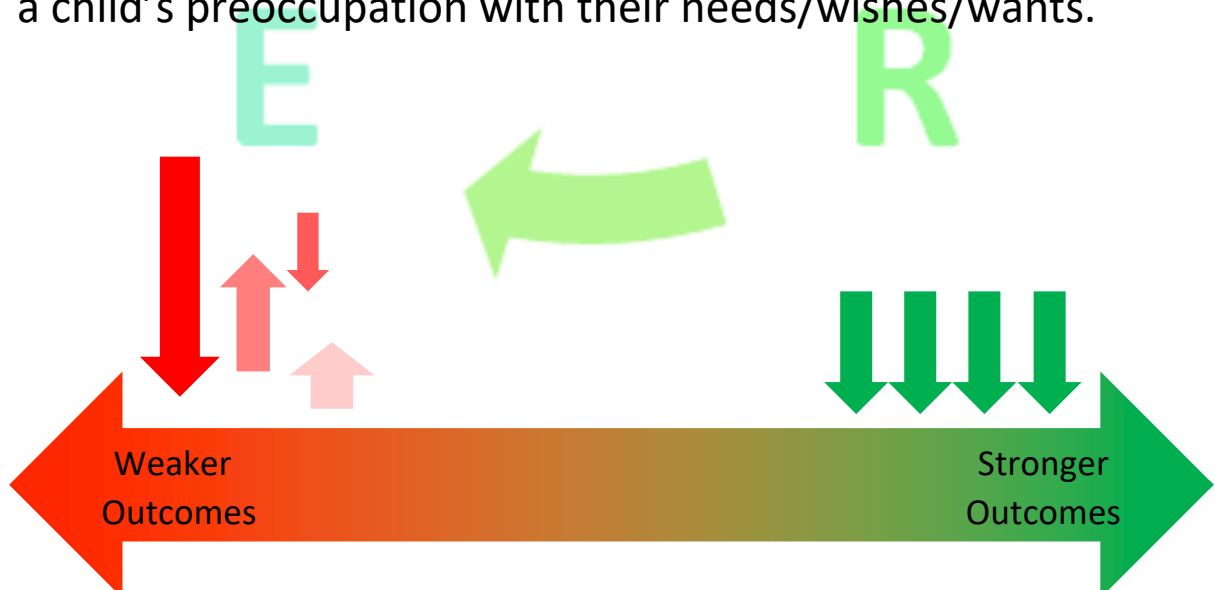 a child’s preoccupation with their needs/wishes/wants.
E R
Weaker Stronger
Outcomes Outcomes